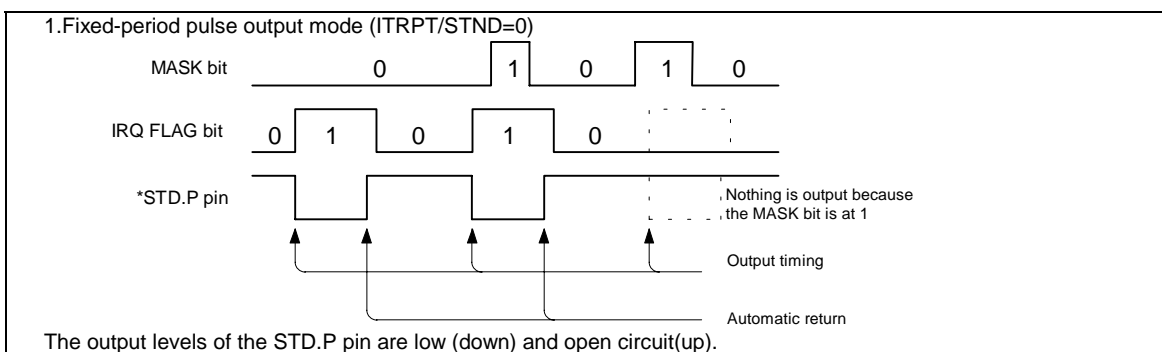 1.Fixed-period pulse output mode (ITRPT/STND=0)
MASK bit 0 1 0 1 0
IRQ FLAG bit 0 1 0 1 0
*STD.P pin
Nothing is output because
the MASK bit is at 1
Output timing
Automatic return
The output levels of the STD.P pin are low (down) and open circuit(up).